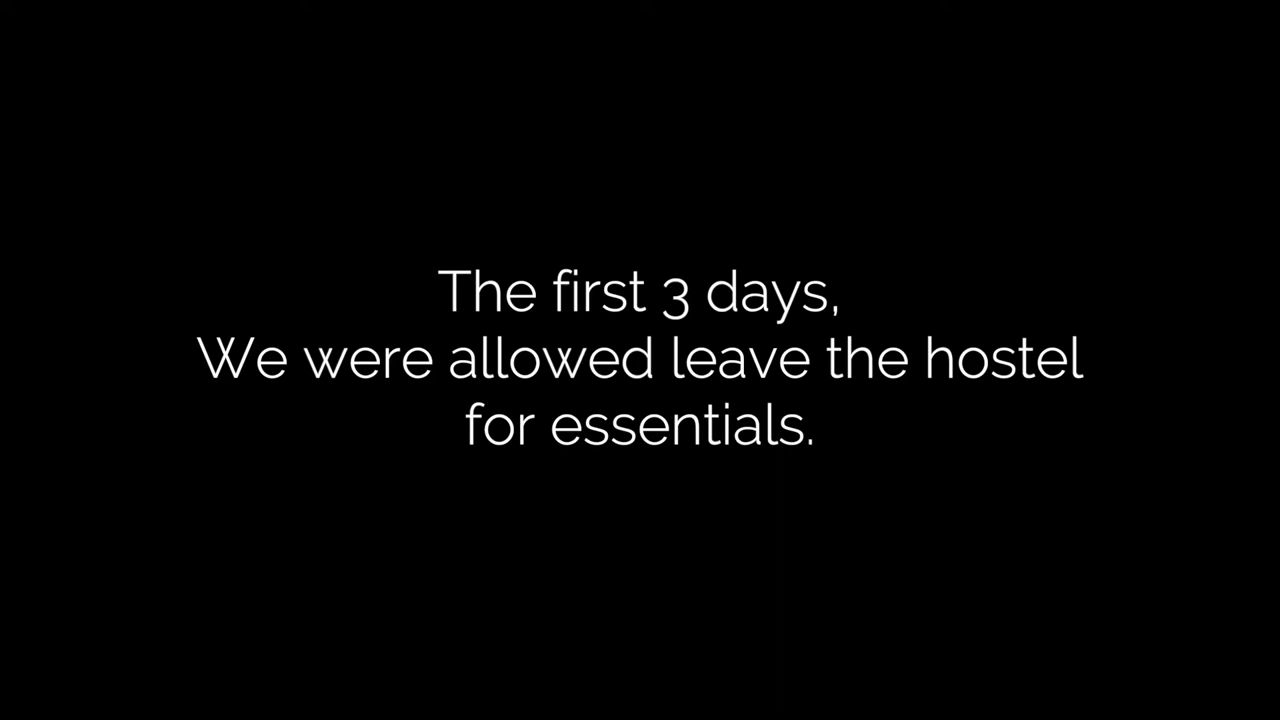 The first 3 days,
We were allowed leave the hostel
for essentials.